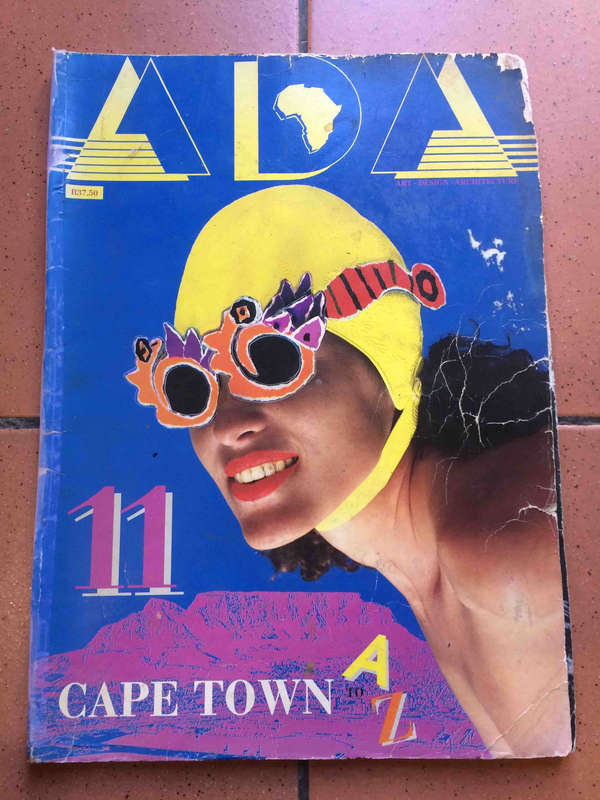 ADA
ART · DESIGN · ARCHITECTURE
R37.50
11
CAPE TOWN TO
A
Z